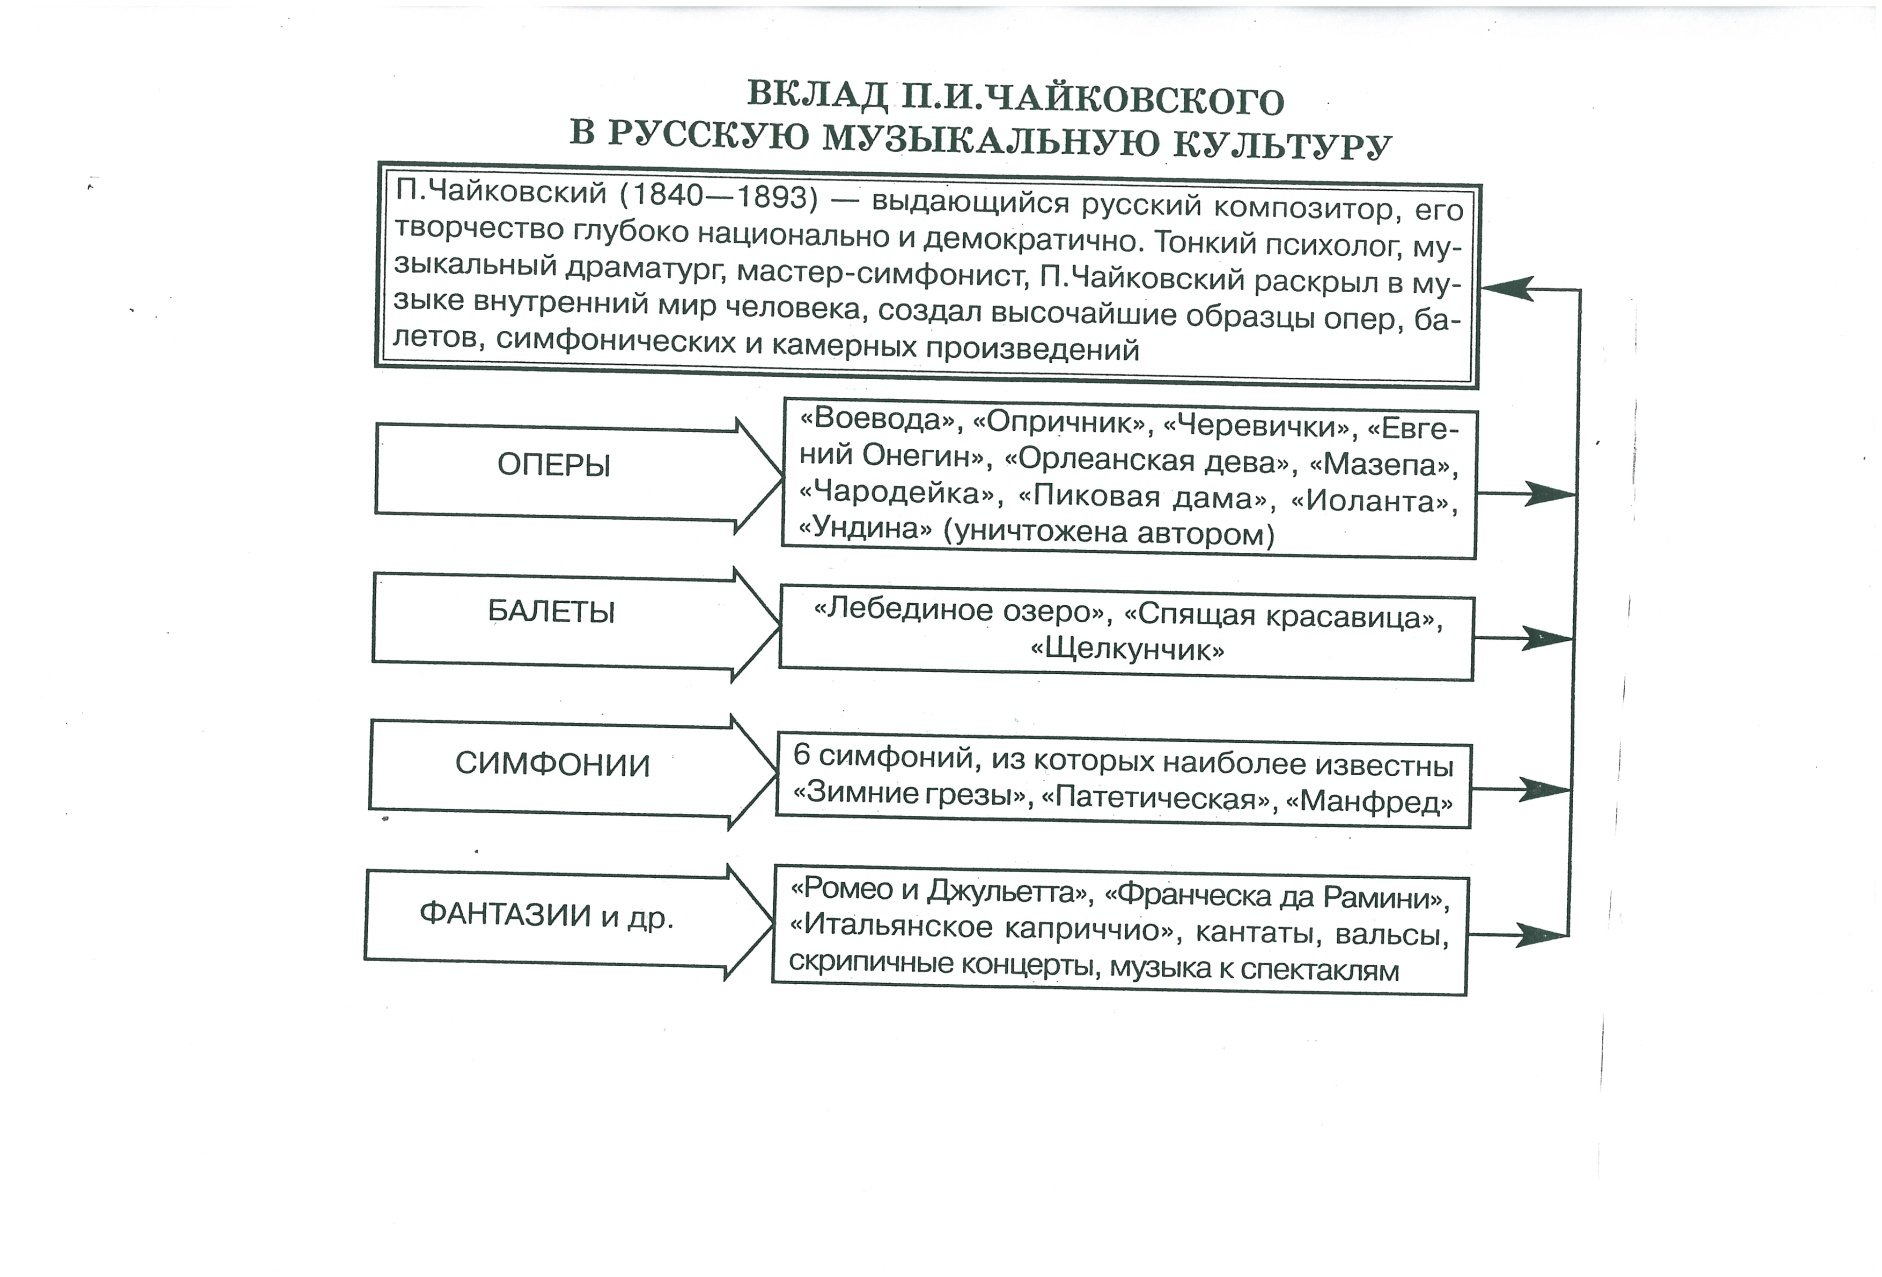 ВКЛАД П.И.ЧАЙКОВСКОГО
В РУССКУЮ МУЗЫКАЛЬНУЮ КУЛЬТУРУ
П.Чайковский (1840—1893) — выдающийся русский композитор, его
творчество глубоко национально и демократично. Тонкий психолог, му-
зыкальный драматург, мастер-симфонист, П.Чайковский раскрыл в му-
зыке внутренний мир человека, создал высочайшие образцы опер, ба-
летов, симфонических и камерных произведений
ОПЕРЫ
«Воевода», «Опричник», «Черевички», «Евге-
ний Онегин», «Орлеанская дева», «Мазепа»,
«Чародейка», «Пиковая дама», «Иоланта»,
«Ундина» (уничтожена автором)
БАЛЕТЫ
«Лебединое озеро», «Спящая красавица»,
«Щелкунчик»
СИМФОНИИ
6 симфоний, из которых наиболее известны
«Зимние грезы», «Патетическая», «Манфред»
ФАНТАЗИИ и др.
«Ромео и Джульетта», «Франческа да Рамини»,
«Итальянское каприччио», кантаты, вальсы,
скрипичные концерты, музыка к спектаклям